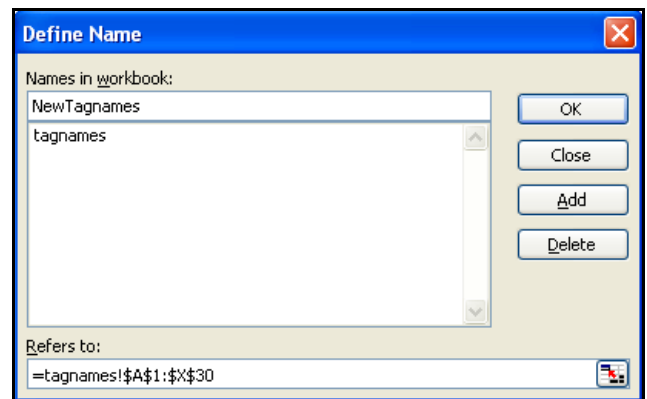 Define Name
Names in workbook:
NewTagnames
tagnames
OK
Close
Add
Delete
Refers to:
=tagnames!$A$1:$X$30